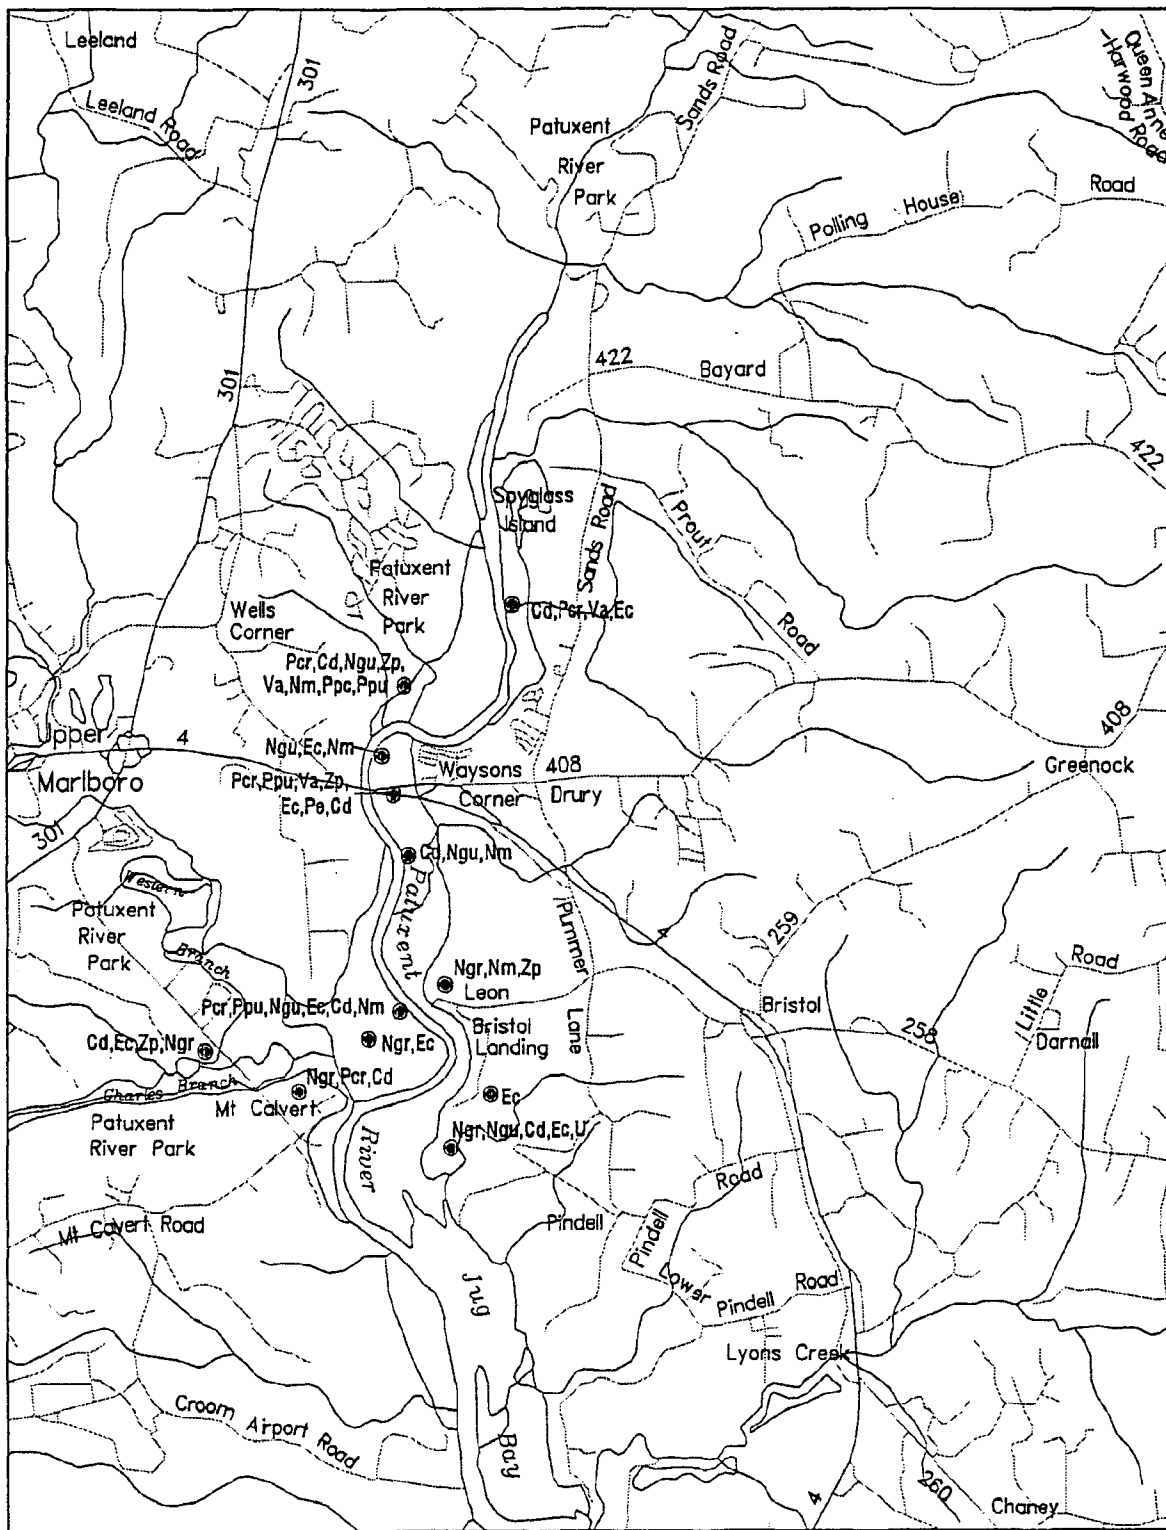 Leeland
301
Sands Road
Queen Anne
-Harwood Road
Leeland Road
Patuxent
River
Park
Road
Polling House
422
Bayard
301
422
Spyglass
Island
Sands Road
Prout
Patuxent
River
Park
Cd,Pcr,Va,Ec
Wells
Corner
Road
Pcr,Cd,Ngu,Zp,
Va,Nm,Ppc,Ppu
408
Upper
Marlboro
4
Ngu,Ec,Nm
Waysons
Corner
408
Drury
Greenock
Pcr,Ppu,Va,Zp,
Ec,Pe,Cd
301
Cd,Ngu,Nm
Western
Branch
Patuxent
River
Park
Patuxent
Plummer
Lane
4
259
Road
Ngr,Nm,Zp
Leon
Bristol
Little
Pcr,Ppu,Ngu,Ec,Cd,Nm
Bristol
Landing
258
Darnall
Cd,Ec,Zp,Ngr
Ngr,Ec
Ngr,Pcr,Cd
Charles Branch
Mt Calvert
Ec
Patuxent
River Park
River
Ngr,Ngu,Cd,Ec,U
Road
Pindell
Pindell
Mt Calvert Road
Jug
Lower
Pindell
Road
Lyons Creek
Croom Airport Road
Bay
4
260
Chaney